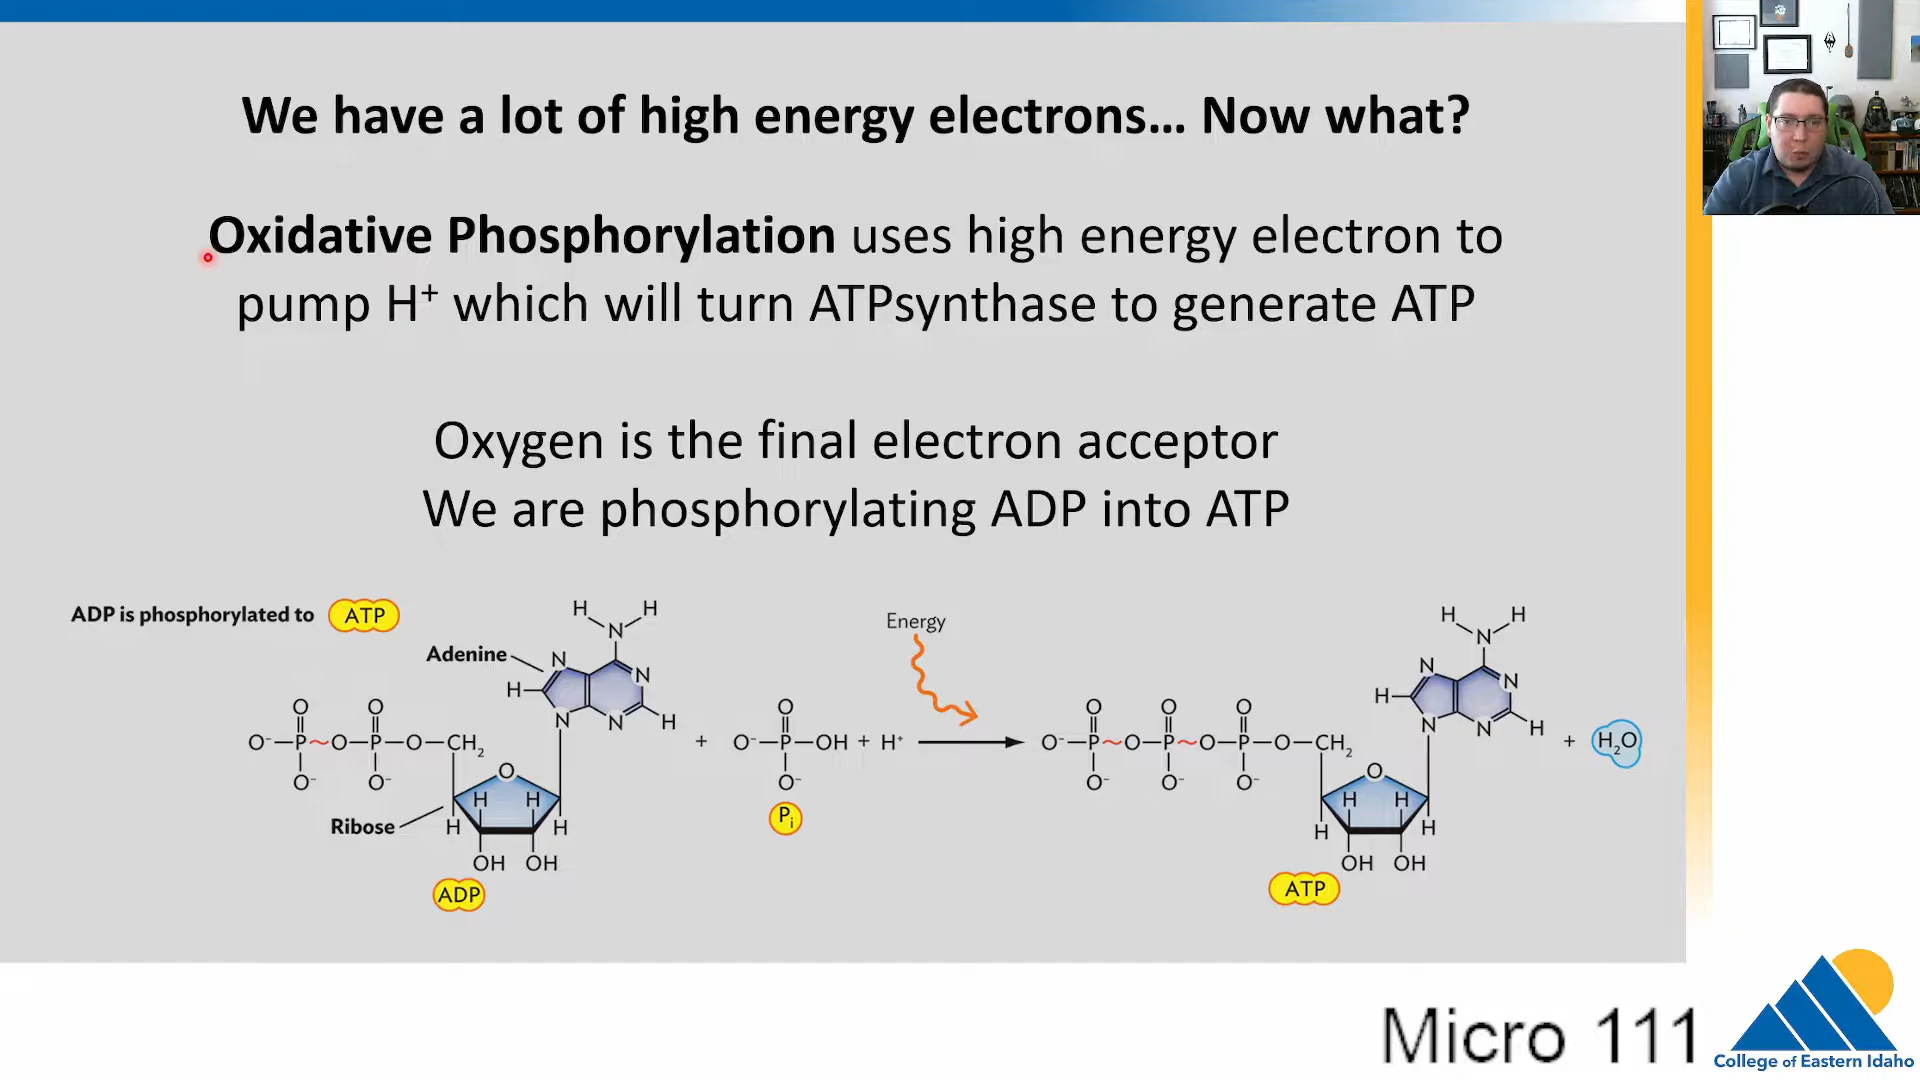 We have a lot of high energy electrons... Now what?
Oxidative Phosphorylation uses high energy electron to
pump H⁺ which will turn ATPsynthase to generate ATP
Oxygen is the final electron acceptor
We are phosphorylating ADP into ATP
ADP is phosphorylated to ATP
Energy
H H
N
Adenine N N
H N N H
O O
O⁻ P ~ O P O CH₂
O⁻ O⁻
O
H H
Ribose H H
OH OH
ADP
+
O
O⁻ P OH + H⁺
O⁻
Pᵢ
H H
N
N N
H N N H
O O O
O⁻ P ~ O P ~ O P O CH₂
O⁻ O⁻ O⁻
O
H H
H H
OH OH
ATP
+ H₂O
Micro 111
College of Eastern Idaho